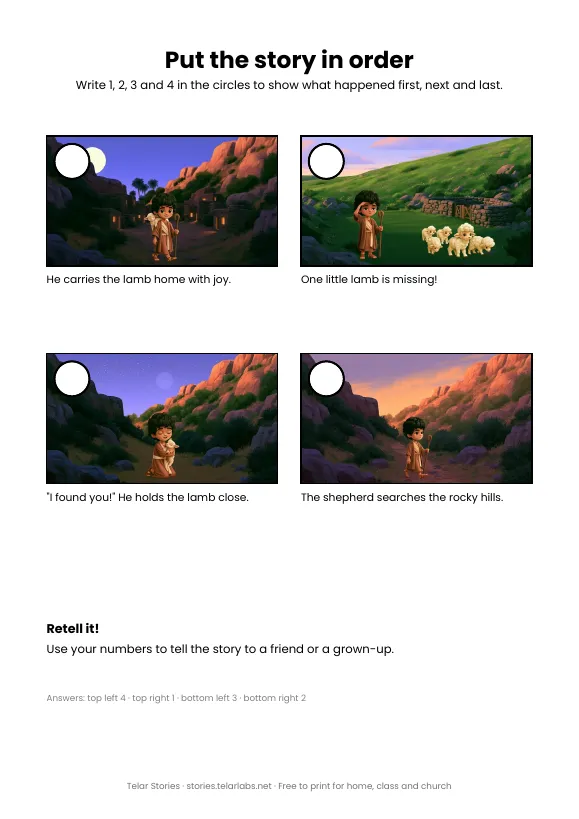 Put the story in order
Write 1, 2, 3 and 4 in the circles to show what happened first, next and last.
He carries the lamb home with joy.
One little lamb is missing!
"I found you!" He holds the lamb close.
The shepherd searches the rocky hills.
Retell it!
Use your numbers to tell the story to a friend or a grown-up.
Answers: top left 4 · top right 1 · bottom left 3 · bottom right 2
Telar Stories · stories.telarlabs.net · Free to print for home, class and church